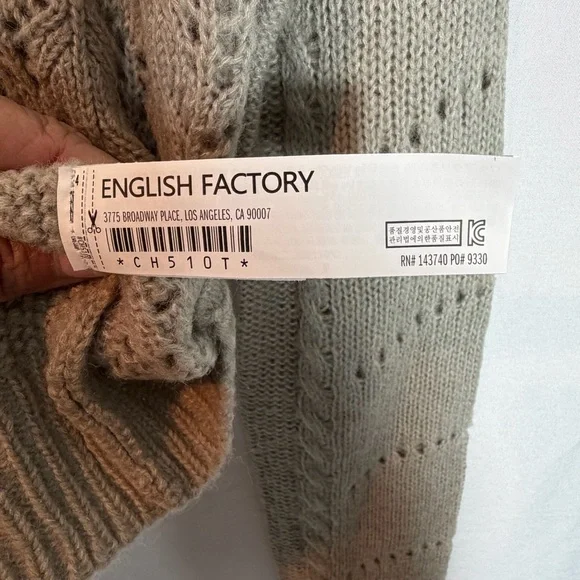 ENGLISH FACTORY
3775 BROADWAY PLACE, LOS ANGELES, CA 90007
*CH510T*
품질경영및공산품안전
관리법에의한품질표시
RN# 143740 PO# 9330